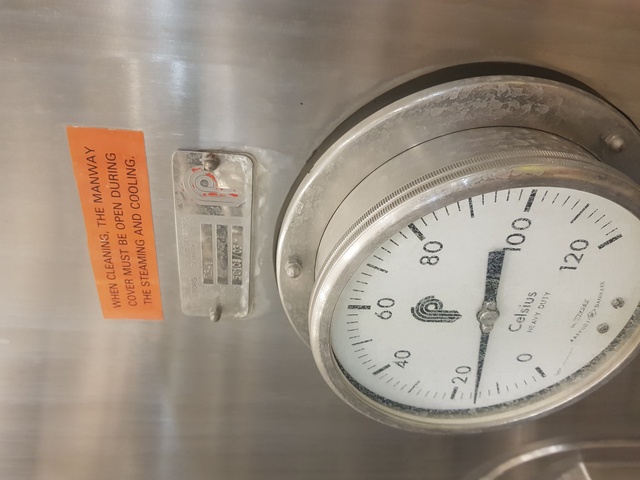 WHEN CLEANING, THE MANWAY
COVER MUST BE OPEN DURING
THE STEAMING AND COOLING.
0
20
40
60
80
100
120
Celsius
HEAVY DUTY